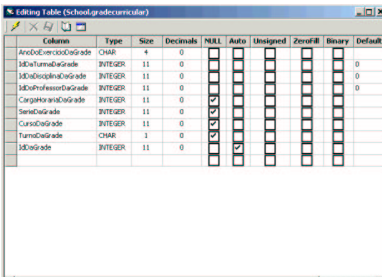 Editing Table (School.gradecurricular)
Column Type Size Decimals NULL Auto Unsigned ZeroFill Binary Default
AnoDoExercicioDaGrade CHAR 4 0
IdDaTurmaDaGrade INTEGER 11 0 0
IdDaDisciplinaDaGrade INTEGER 11 0 0
IdDoProfessorDaGrade INTEGER 11 0 0
CargaHorariaDaGrade INTEGER 11 0
SerieDaGrade INTEGER 11 0
CursoDaGrade INTEGER 11 0
TurnoDaGrade CHAR 1 0
IdDaGrade INTEGER 11 0